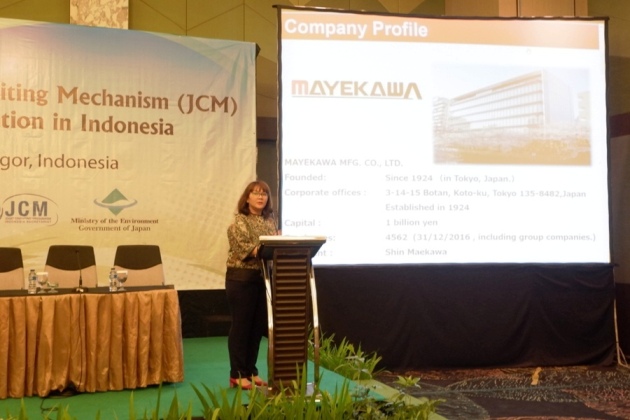 iting Mechanism (JCM)
tion in Indonesia
gor, Indonesia
JCM
Ministry of the Environment
Government of Japan
Company Profile
MAYEKAWA
MAYEKAWA MFG. CO., LTD.
Founded: Since 1924 (in Tokyo, Japan.)
Corporate offices : 3-14-15 Botan, Koto-ku, Tokyo 135-8482,Japan
Established in 1924
Capital : 1 billion yen
4562 (31/12/2016 , including group companies.)
Shin Maekawa